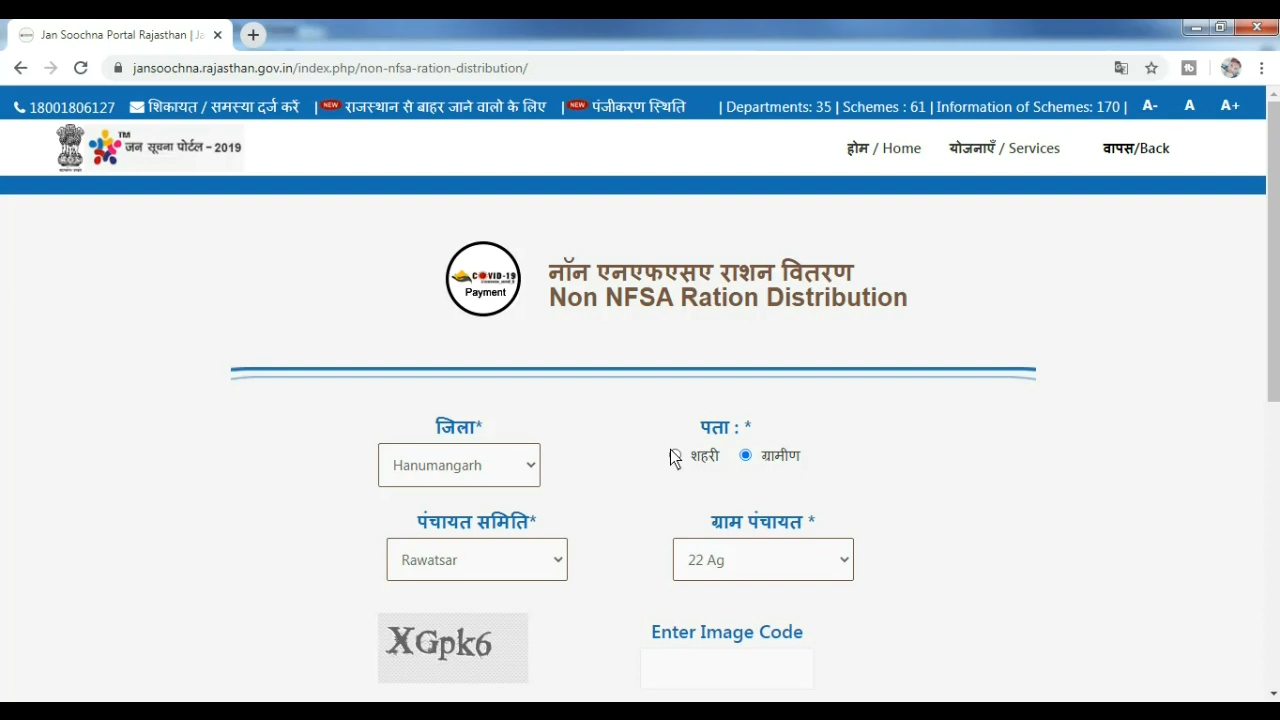 Jan Soochna Portal Rajasthan | Ja
jansoochna.rajasthan.gov.in/index.php/non-nfsa-ration-distribution/
18001806127 शिकायत / समस्या दर्ज करें | NEW राजस्थान से बाहर जाने वालो के लिए | NEW पंजीकरण स्थिति | Departments: 35 | Schemes : 61 | Information of Schemes: 170 | A- A A+
TM
जन सूचना पोर्टल - 2019 होम / Home योजनाएँ / Services वापस/Back
COVID-19
Payment
नॉन एनएफएसए राशन वितरण
Non NFSA Ration Distribution
जिला* पता : *
Hanumangarh शहरी ग्रामीण
पंचायत समिति* ग्राम पंचायत *
Rawatsar 22 Ag
XGpk6 Enter Image Code